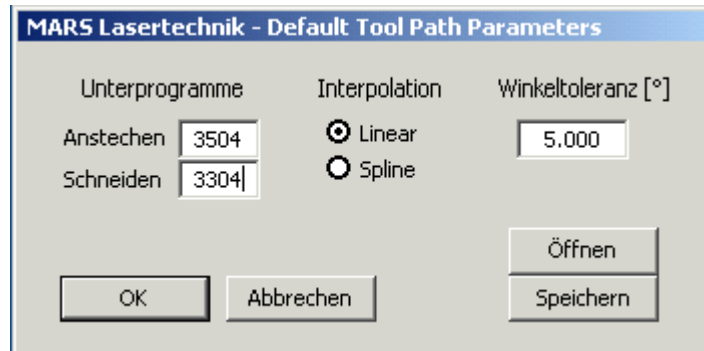 MARS Lasertechnik - Default Tool Path Parameters
Unterprogramme Interpolation Winkeltoleranz [°]
Anstechen 3504 Linear 5.000
Schneiden 3304 Spline
Öffnen
OK Abbrechen Speichern